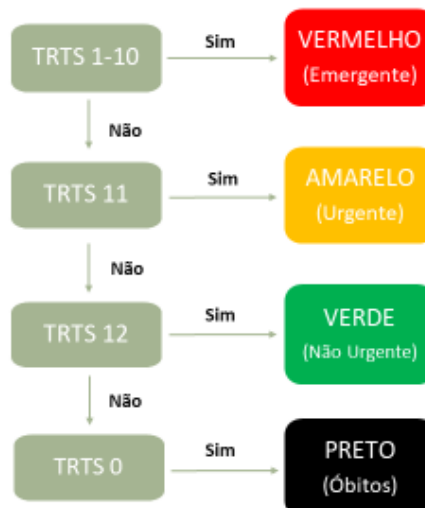 TRTS 1-10
Sim
VERMELHO
(Emergente)
Não
TRTS 11
Sim
AMARELO
(Urgente)
Não
TRTS 12
Sim
VERDE
(Não Urgente)
Não
TRTS 0
Sim
PRETO
(Óbitos)